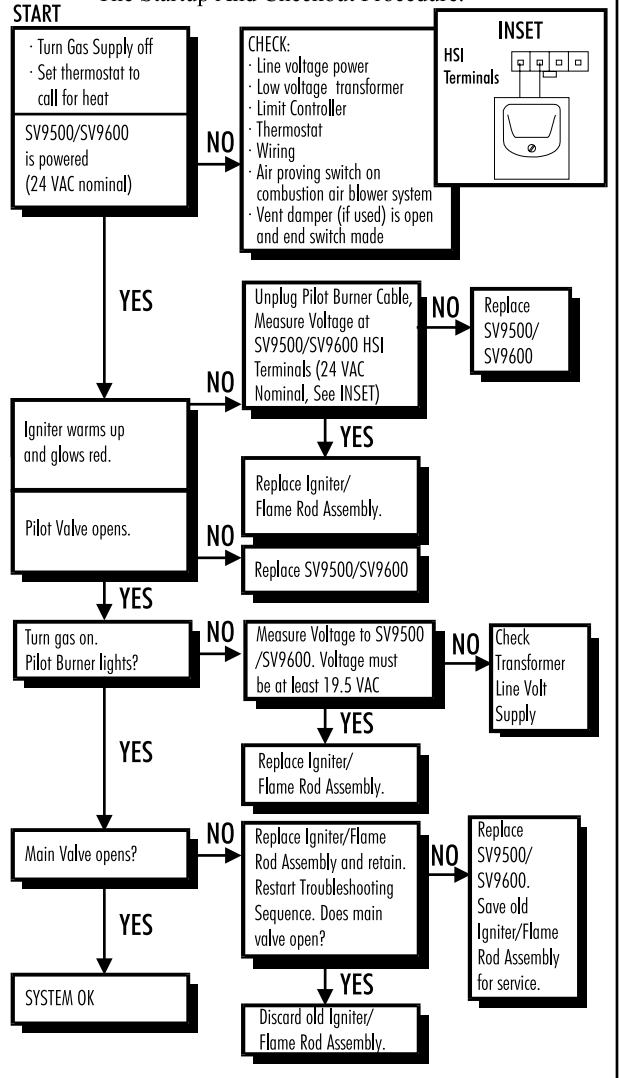 The Startup And Checkout Procedure.
START
· Turn Gas Supply off
· Set thermostat to
call for heat
SV9500/SV9600
is powered
(24 VAC nominal)
NO
CHECK:
· Line voltage power
· Low voltage transformer
· Limit Controller
· Thermostat
· Wiring
· Air proving switch on
combustion air blower system
· Vent damper (if used) is open
and end switch made
INSET
HSI
Terminals
YES
Igniter warms up
and glows red.
NO
Unplug Pilot Burner Cable,
Measure Voltage at
SV9500/SV9600 HSI
Terminals (24 VAC
Nominal, See INSET)
NO
Replace
SV9500/
SV9600
YES
Replace Igniter/
Flame Rod Assembly.
Pilot Valve opens.
NO
Replace SV9500/SV9600
YES
Turn gas on.
Pilot Burner lights?
NO
Measure Voltage to SV9500
/SV9600. Voltage must
be at least 19.5 VAC
NO
Check
Transformer
Line Volt
Supply
YES
Replace Igniter/
Flame Rod Assembly.
YES
Main Valve opens?
NO
Replace Igniter/Flame
Rod Assembly and retain.
Restart Troubleshooting
Sequence. Does main
valve open?
NO
Replace
SV9500/
SV9600.
Save old
Igniter/Flame
Rod Assembly
for service.
YES
Discard old Igniter/
Flame Rod Assembly.
YES
SYSTEM OK